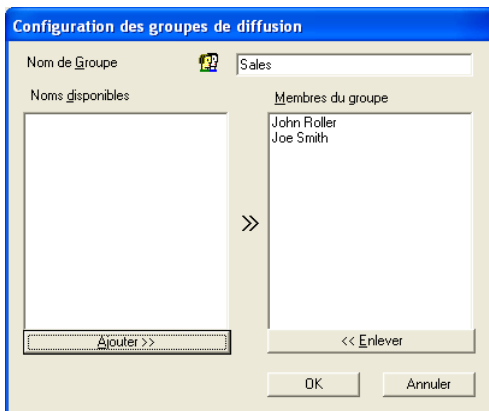 Configuration des groupes de diffusion
Nom de Groupe
Sales
Noms disponibles
Membres du groupe
John Roller
Joe Smith
>>
Ajouter >>
<< Enlever
OK
Annuler